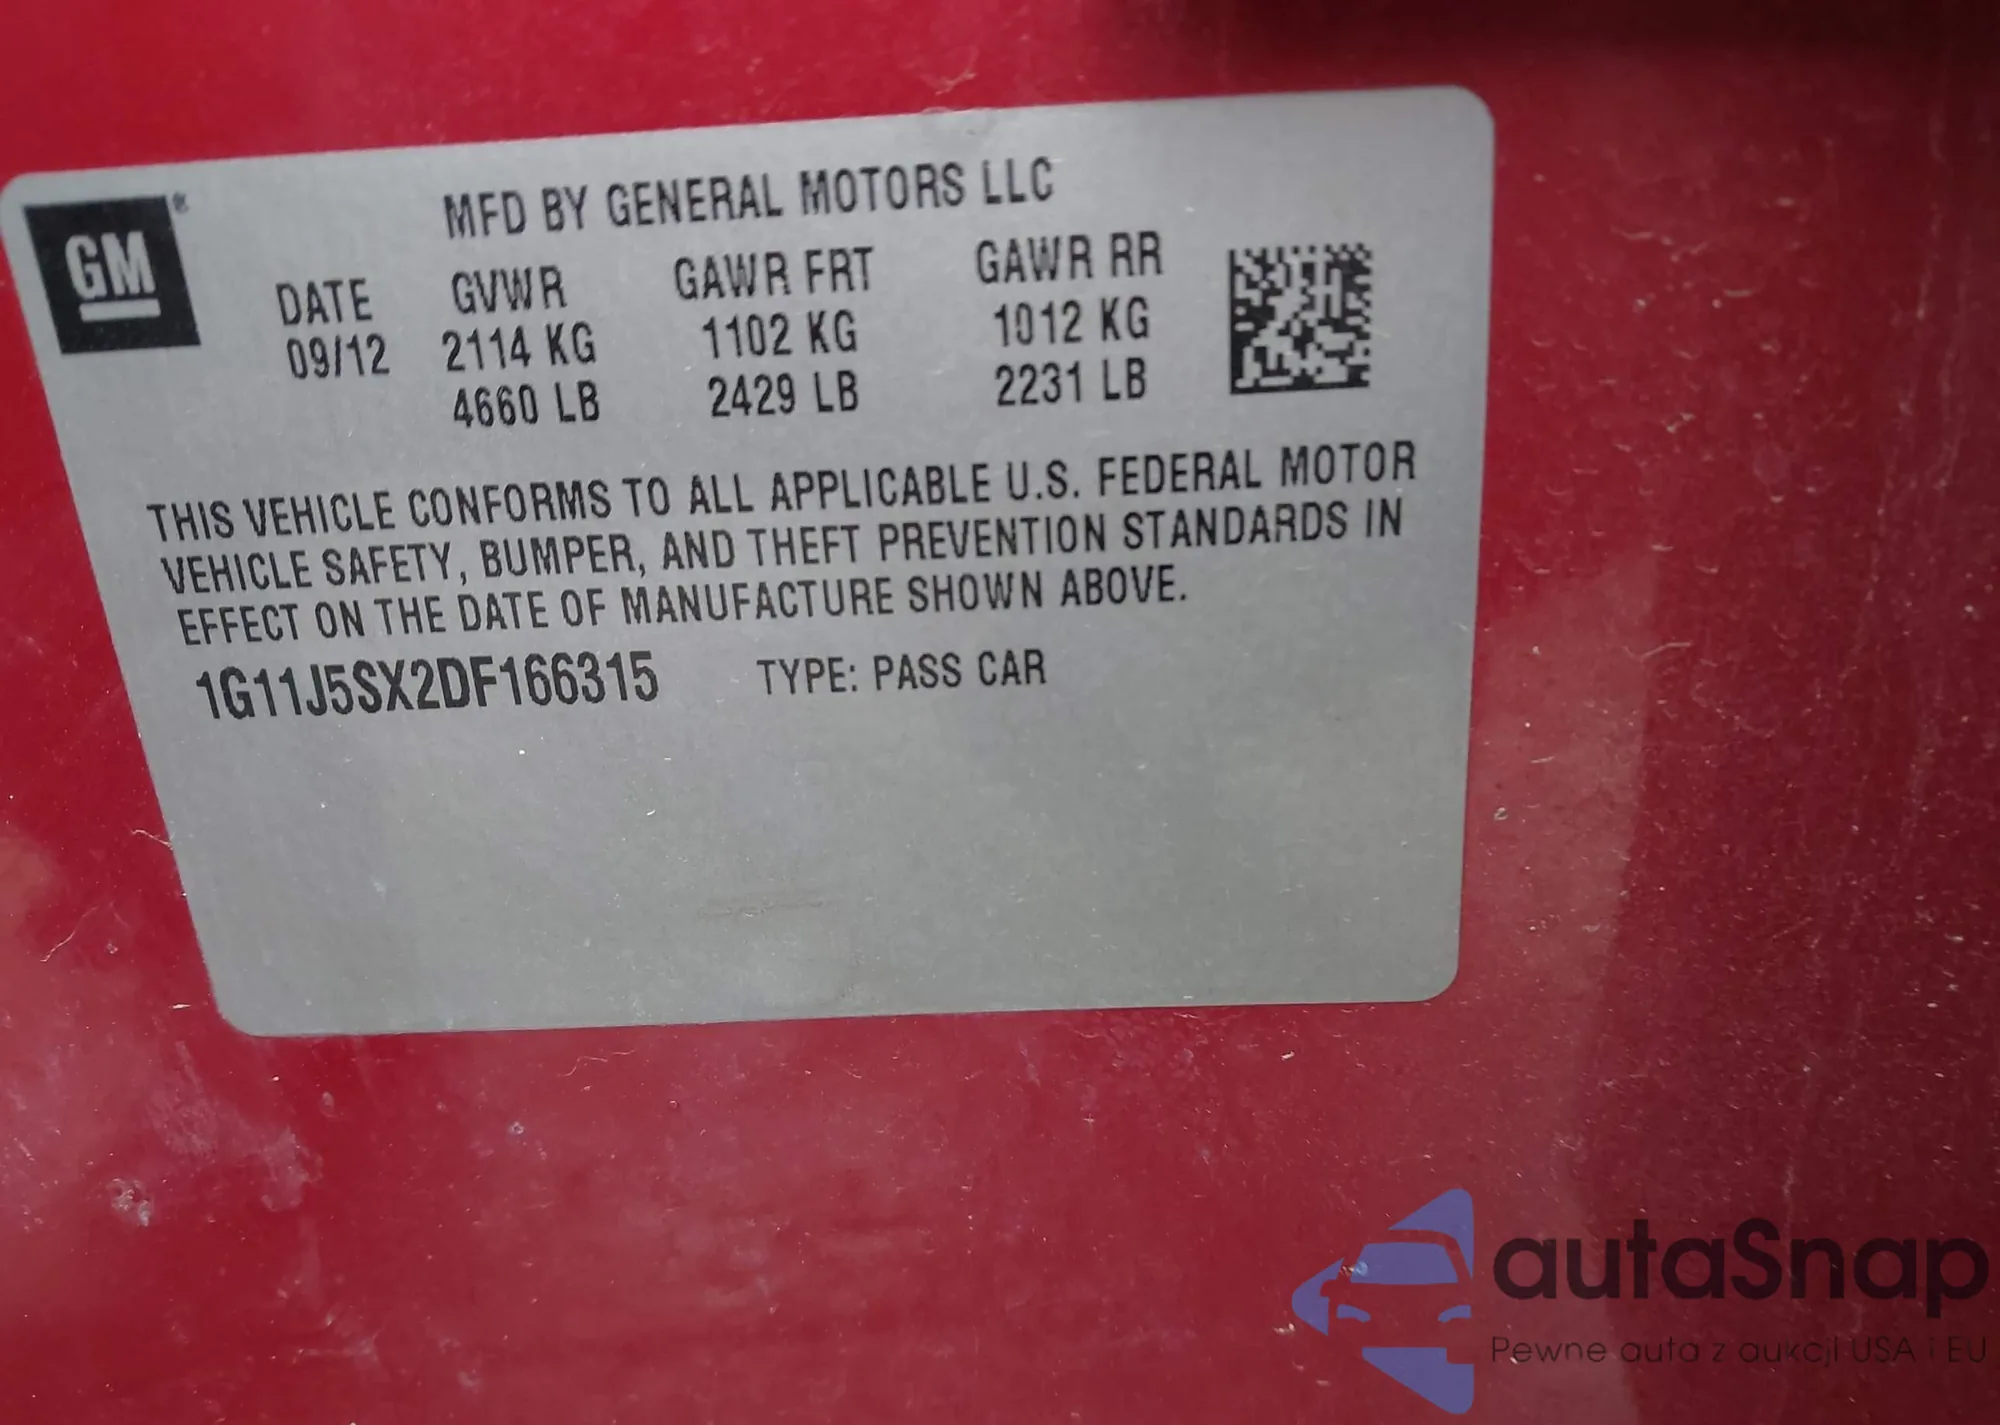 GM®
MFD BY GENERAL MOTORS LLC
DATE GVWR GAWR FRT GAWR RR
09/12 2114 KG 1102 KG 1012 KG
4660 LB 2429 LB 2231 LB
THIS VEHICLE CONFORMS TO ALL APPLICABLE U.S. FEDERAL MOTOR
VEHICLE SAFETY, BUMPER, AND THEFT PREVENTION STANDARDS IN
EFFECT ON THE DATE OF MANUFACTURE SHOWN ABOVE.
1G11J5SX2DF166315 TYPE: PASS CAR
autaSnap
Pewne auta z aukcji USA i EU